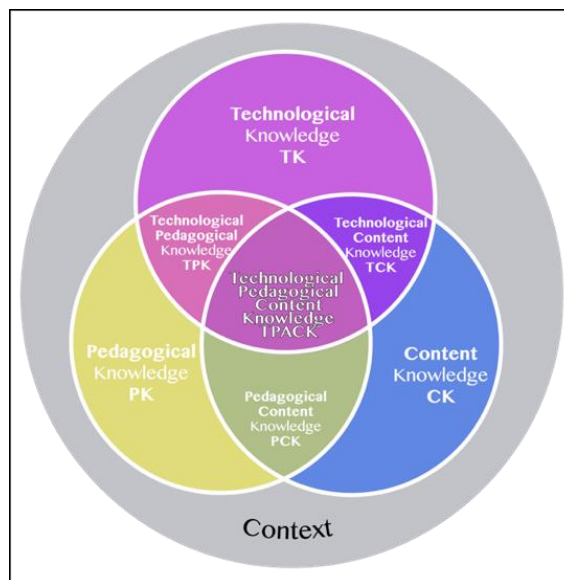 Technological
Knowledge
TK
Technological
Pedagogical
Knowledge
TPK
Technological
Content
Knowledge
TCK
Technological
Pedagogical
Content
Knowledge
TPACK
Pedagogical
Knowledge
PK
Content
Knowledge
CK
Pedagogical
Content
Knowledge
PCK
Context